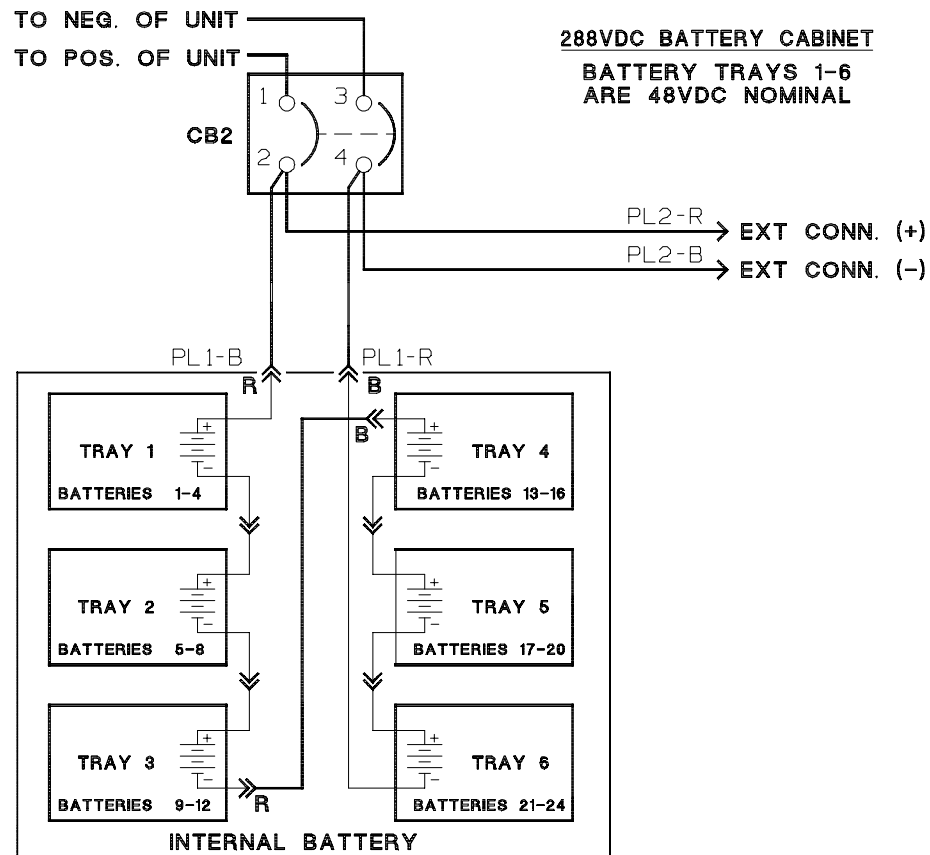 TO NEG. OF UNIT
TO POS. OF UNIT
288VDC BATTERY CABINET
BATTERY TRAYS 1-6
ARE 48VDC NOMINAL
1
3
CB2
2
4
PL2-R
EXT CONN. (+)
PL2-B
EXT CONN. (-)
PL1-B
PL1-R
R
B
+
TRAY 1
-
BATTERIES 1-4
B
+
TRAY 4
-
BATTERIES 13-16
+
TRAY 2
-
BATTERIES 5-8
+
TRAY 5
-
BATTERIES 17-20
+
TRAY 3
-
BATTERIES 9-12
R
+
TRAY 6
-
BATTERIES 21-24
INTERNAL BATTERY